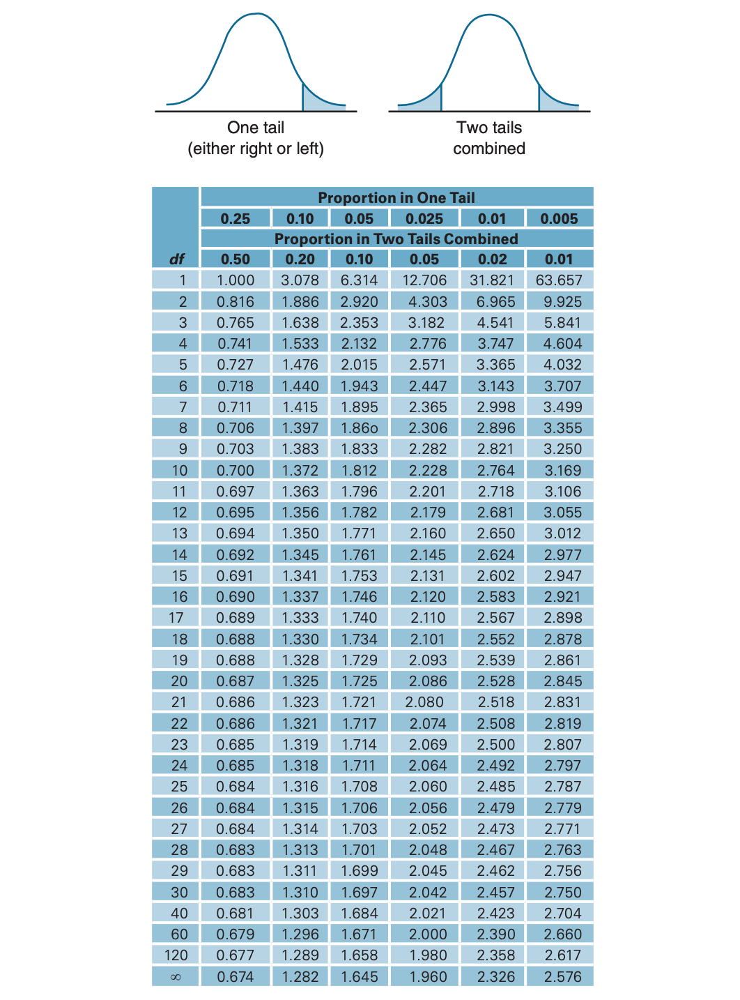 One tail
(either right or left)
Two tails
combined
Proportion in One Tail
0.25 0.10 0.05 0.025 0.01 0.005
Proportion in Two Tails Combined
df 0.50 0.20 0.10 0.05 0.02 0.01
1 1.000 3.078 6.314 12.706 31.821 63.657
2 0.816 1.886 2.920 4.303 6.965 9.925
3 0.765 1.638 2.353 3.182 4.541 5.841
4 0.741 1.533 2.132 2.776 3.747 4.604
5 0.727 1.476 2.015 2.571 3.365 4.032
6 0.718 1.440 1.943 2.447 3.143 3.707
7 0.711 1.415 1.895 2.365 2.998 3.499
8 0.706 1.397 1.86o 2.306 2.896 3.355
9 0.703 1.383 1.833 2.282 2.821 3.250
10 0.700 1.372 1.812 2.228 2.764 3.169
11 0.697 1.363 1.796 2.201 2.718 3.106
12 0.695 1.356 1.782 2.179 2.681 3.055
13 0.694 1.350 1.771 2.160 2.650 3.012
14 0.692 1.345 1.761 2.145 2.624 2.977
15 0.691 1.341 1.753 2.131 2.602 2.947
16 0.690 1.337 1.746 2.120 2.583 2.921
17 0.689 1.333 1.740 2.110 2.567 2.898
18 0.688 1.330 1.734 2.101 2.552 2.878
19 0.688 1.328 1.729 2.093 2.539 2.861
20 0.687 1.325 1.725 2.086 2.528 2.845
21 0.686 1.323 1.721 2.080 2.518 2.831
22 0.686 1.321 1.717 2.074 2.508 2.819
23 0.685 1.319 1.714 2.069 2.500 2.807
24 0.685 1.318 1.711 2.064 2.492 2.797
25 0.684 1.316 1.708 2.060 2.485 2.787
26 0.684 1.315 1.706 2.056 2.479 2.779
27 0.684 1.314 1.703 2.052 2.473 2.771
28 0.683 1.313 1.701 2.048 2.467 2.763
29 0.683 1.311 1.699 2.045 2.462 2.756
30 0.683 1.310 1.697 2.042 2.457 2.750
40 0.681 1.303 1.684 2.021 2.423 2.704
60 0.679 1.296 1.671 2.000 2.390 2.660
120 0.677 1.289 1.658 1.980 2.358 2.617
∞ 0.674 1.282 1.645 1.960 2.326 2.576